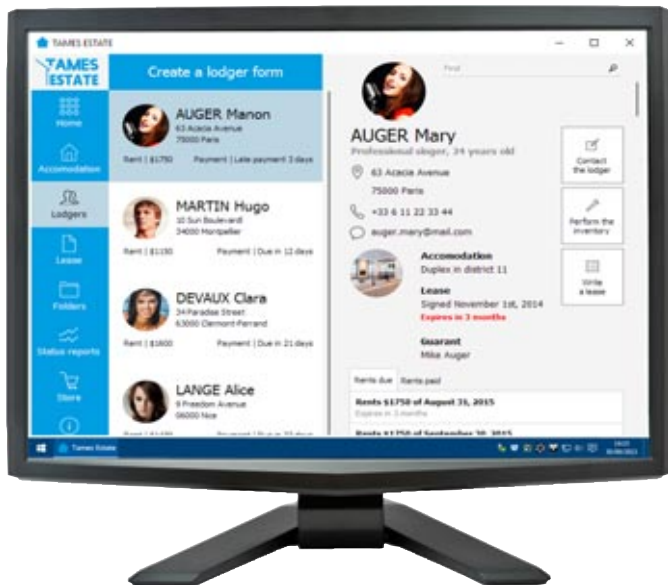 TAMES ESTATE
TAMES
ESTATE
Home
Accomodation
Lodgers
Lease
Folders
Status reports
Store
Create a lodger form
AUGER Manon
63 Acacia Avenue
75000 Paris
Rent | $1750 Payment | Late payment 3 days
MARTIN Hugo
10 Sun Boulevard
34000 Montpellier
Rent | $1150 Payment | Due in 12 days
DEVAUX Clara
34 Paradise Street
63000 Clermont-Ferrand
Rent | $1600 Payment | Due in 21 days
LANGE Alice
9 Freedom Avenue
06000 Nice
Find
AUGER Mary
Professional singer, 34 years old
63 Acacia Avenue
75000 Paris
+33 6 11 22 33 44
auger.mary@mail.com
Accomodation
Duplex in district 11
Lease
Signed November 1st, 2014
Expires in 3 months
Guarant
Mike Auger
Contact
the lodger
Perform the
inventory
Write
a lease
Rents due Rents paid
Rents $1750 of August 31, 2015
Expires in 3 months
Rents $1750 of September 30, 2015
Tames Estate